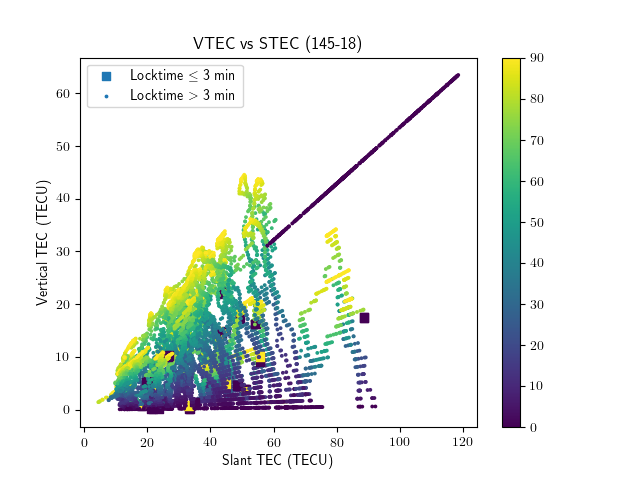 VTEC vs STEC (145-18)
Locktime ≤ 3 min
Locktime > 3 min
Vertical TEC (TECU)
60
50
40
30
20
10
0
0 20 40 60 80 100 120
Slant TEC (TECU)
90
80
70
60
50
40
30
20
10
0